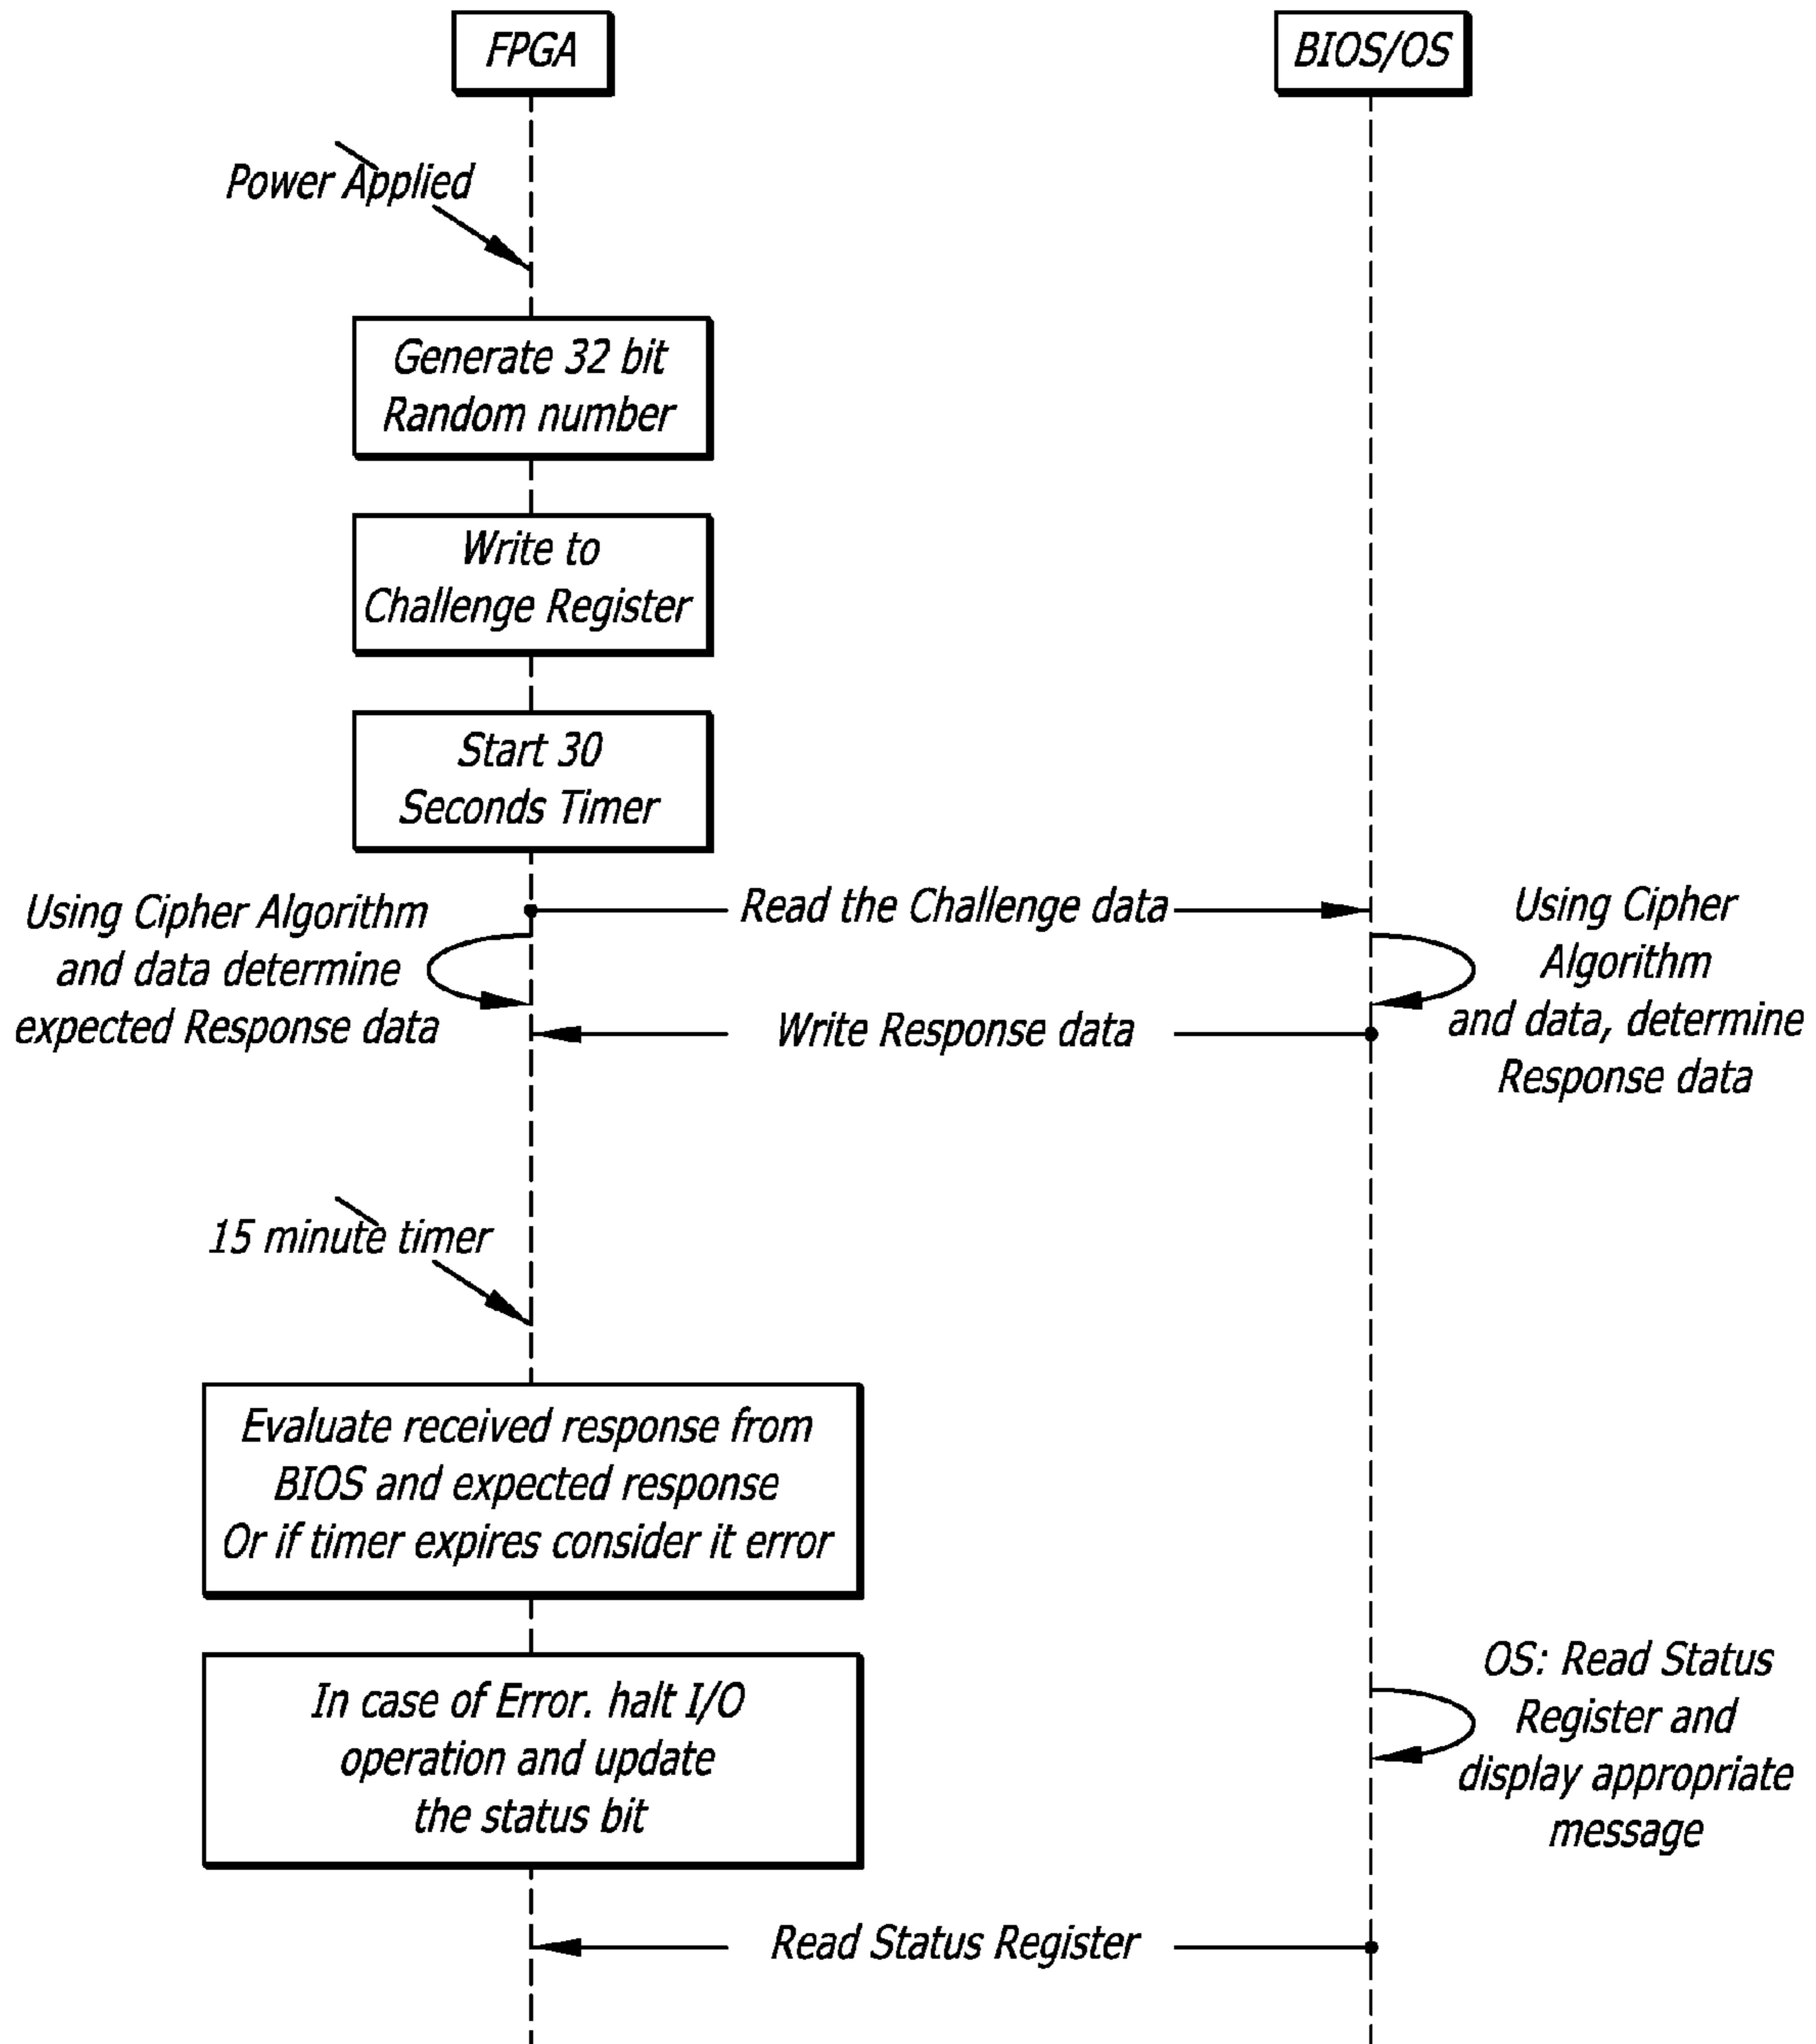 FPGA
BIOS/OS
Power Applied
Generate 32 bit
Random number
Write to
Challenge Register
Start 30
Seconds Timer
Using Cipher Algorithm
and data determine
expected Response data
Read the Challenge data
Using Cipher
Algorithm
and data, determine
Response data
Write Response data
15 minute timer
Evaluate received response from
BIOS and expected response
Or if timer expires consider it error
In case of Error. halt I/O
operation and update
the status bit
OS: Read Status
Register and
display appropriate
message
Read Status Register